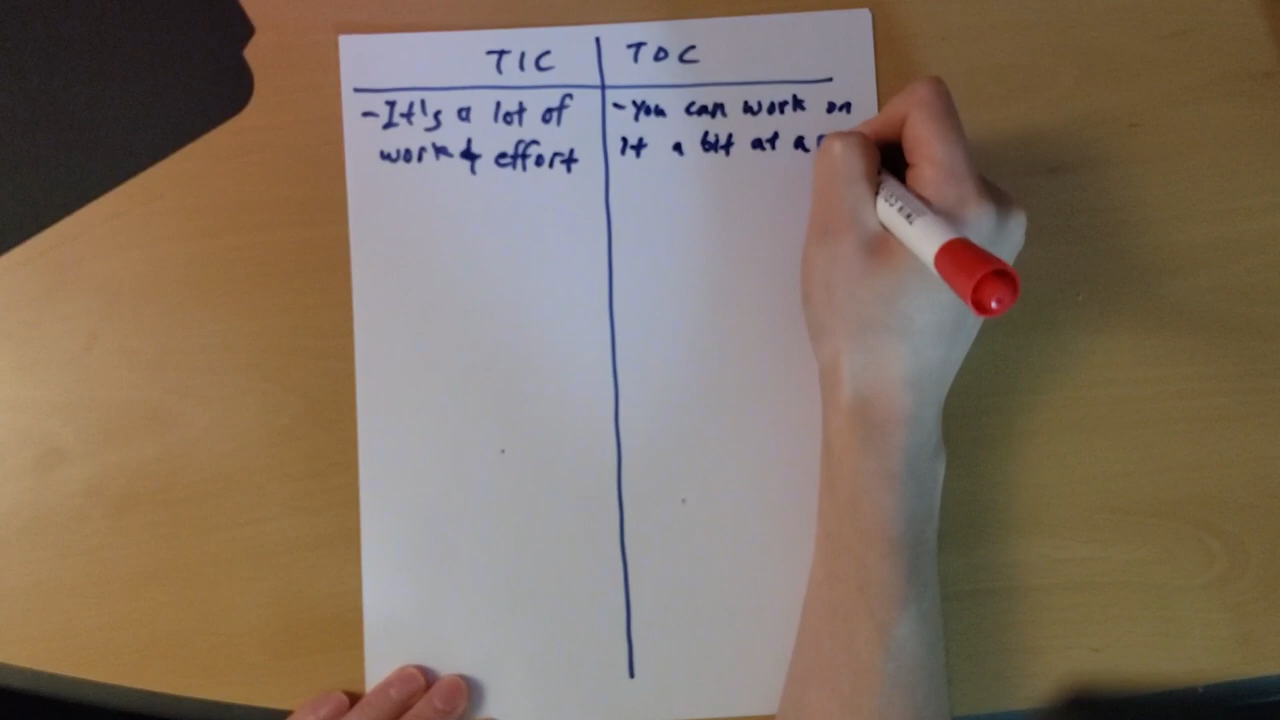 TIC TOC
-It's a lot of
work & effort
-You can work on
it a bit at a